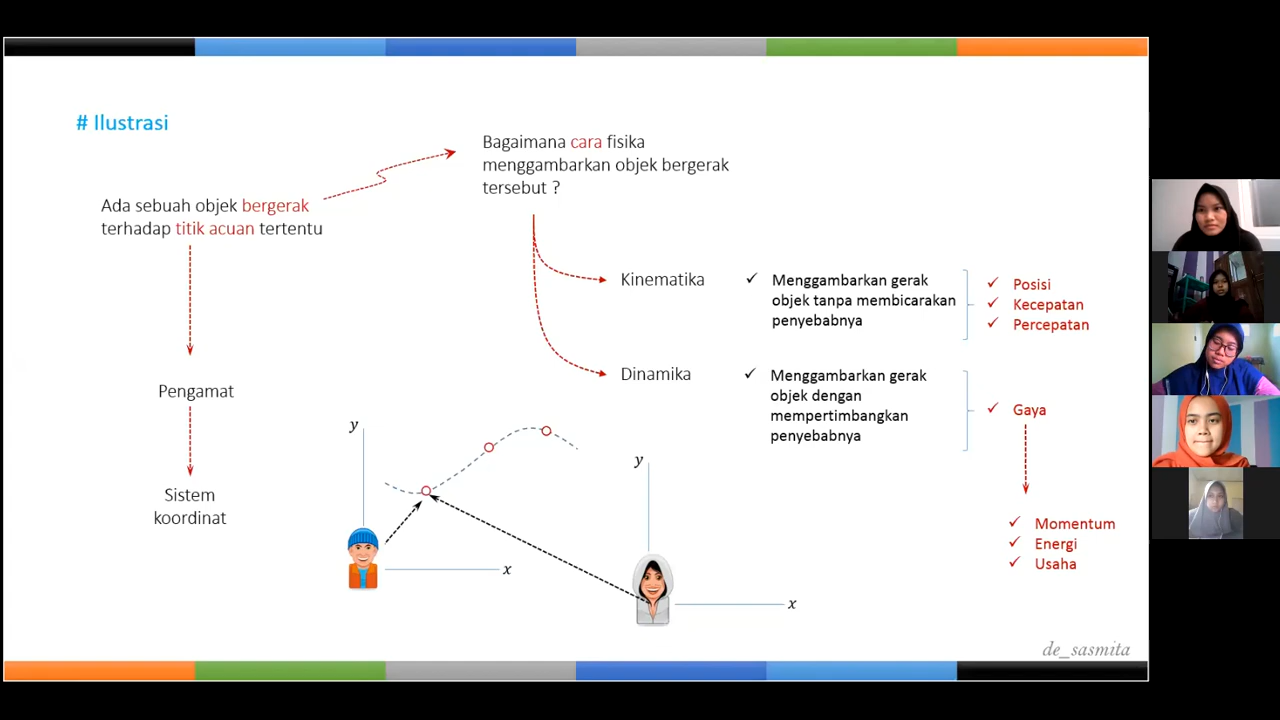 # Ilustrasi
Ada sebuah objek bergerak
terhadap titik acuan tertentu
Pengamat
Sistem
koordinat
Bagaimana cara fisika
menggambarkan objek bergerak
tersebut ?
Kinematika
✓ Menggambarkan gerak
objek tanpa membicarakan
penyebabnya
✓ Posisi
✓ Kecepatan
✓ Percepatan
Dinamika
✓ Menggambarkan gerak
objek dengan
mempertimbangkan
penyebabnya
✓ Gaya
✓ Momentum
✓ Energi
✓ Usaha
y
x
y
x
de_sasmita